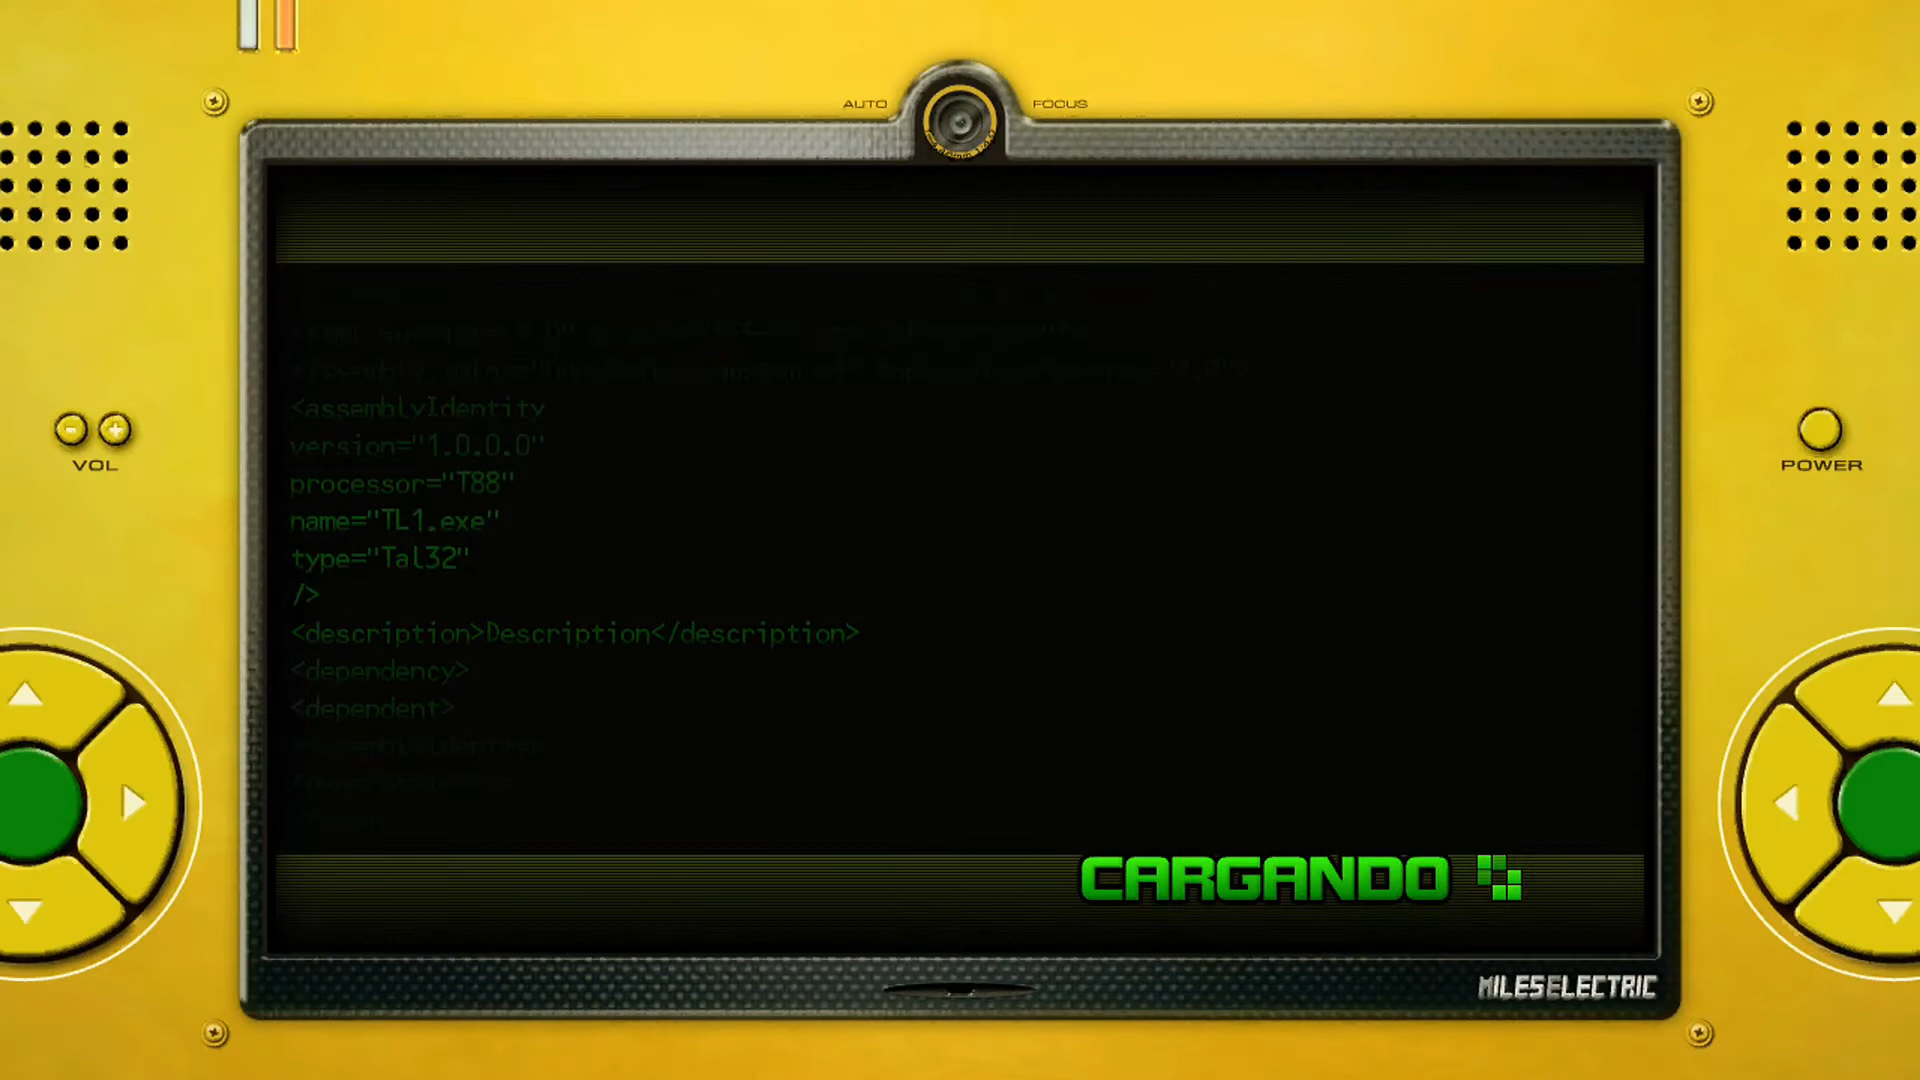 AUTO FOCUS
<assemblyIdentity
version="1.0.0.0"
processor="T88"
name="TL1.exe"
VOL
POWER
type="Tal32"
/>
<description>Description</description>
<dependency>
<dependent>
CARGANDO
MILESELECTRIC